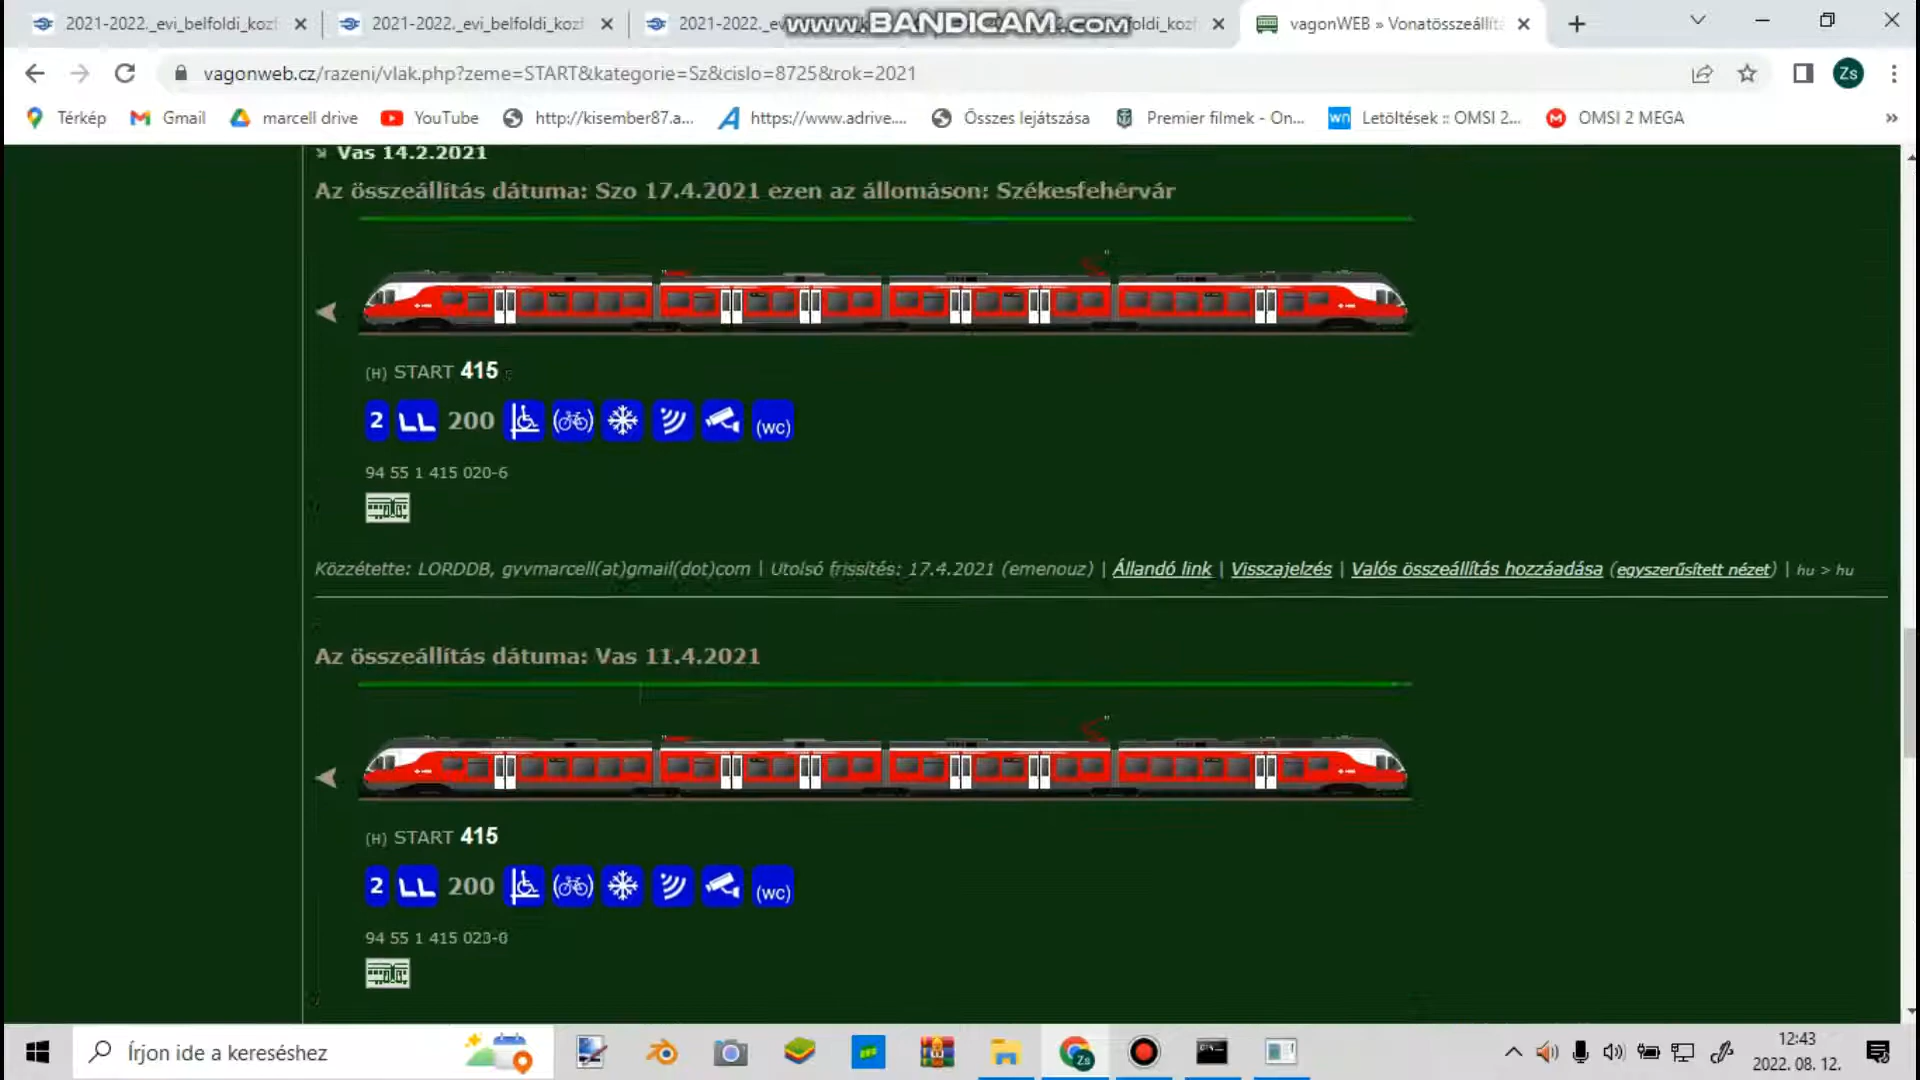 2021-2022._evi_belfoldi_kozf
2021-2022._evi_belfoldi_kozf
2021-2022._ev
www.BANDICAM.com
foldi_kozf
vagonWEB » Vonatösszeállítá
vagonweb.cz/razeni/vlak.php?zeme=START&kategorie=Sz&cislo=8725&rok=2021
Zs
Térkép
Gmail
marcell drive
YouTube
http://kisember87.a...
https://www.adrive....
Összes lejátszása
Premier filmek - On...
wn
Letöltések :: OMSI 2...
OMSI 2 MEGA
»
Vas 14.2.2021
Az összeállítás dátuma: Szo 17.4.2021 ezen az állomáson: Székesfehérvár
(H) START 415
2 200 (WC)
94 55 1 415 020-6
Közzétette: LORDDB, gyvmarcell(at)gmail(dot)com | Utolsó frissítés: 17.4.2021 (emenouz) | Állandó link | Visszajelzés | Valós összeállítás hozzáadása (egyszerűsített nézet) | hu > hu
Az összeállítás dátuma: Vas 11.4.2021
(H) START 415
2 200 (WC)
94 55 1 415 023-0
Írjon ide a kereséshez
Zs
12:43
2022. 08. 12.